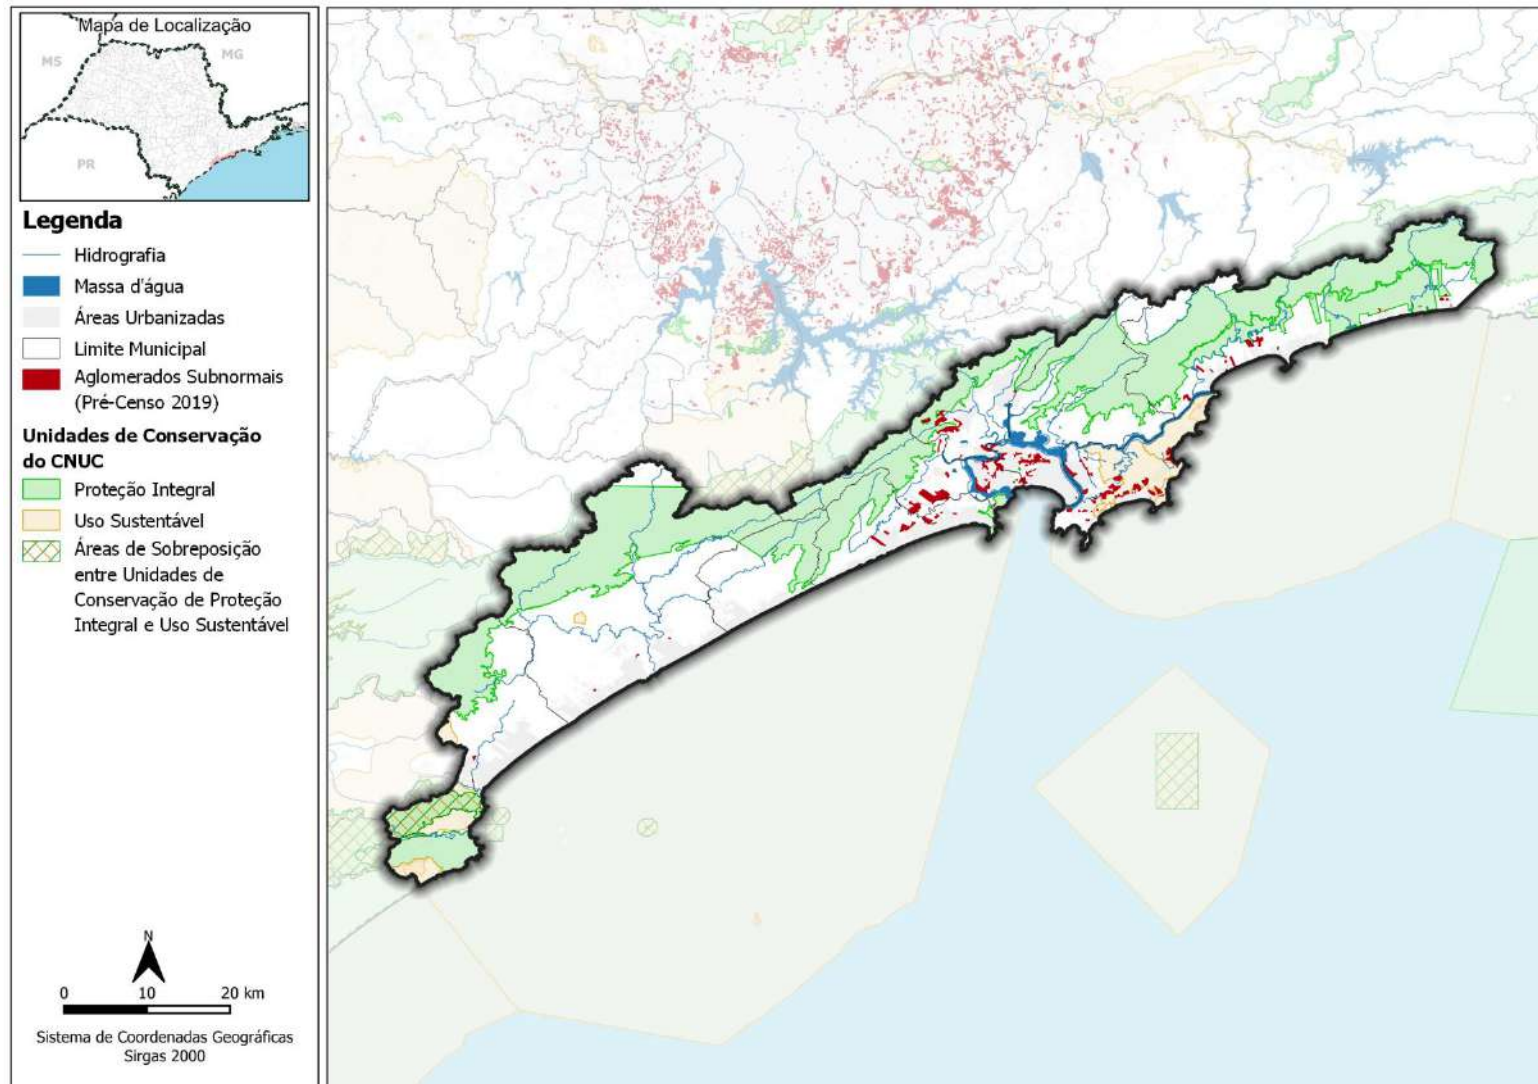 Mapa de Localização
MS
MG
PR
Legenda
Hidrografia
Massa d'água
Áreas Urbanizadas
Limite Municipal
Aglomerados Subnormais
(Pré-Censo 2019)
Unidades de Conservação
do CNUC
Proteção Integral
Uso Sustentável
Áreas de Sobreposição
entre Unidades de
Conservação de Proteção
Integral e Uso Sustentável
N
0 10 20 km
Sistema de Coordenadas Geográficas
Sirgas 2000